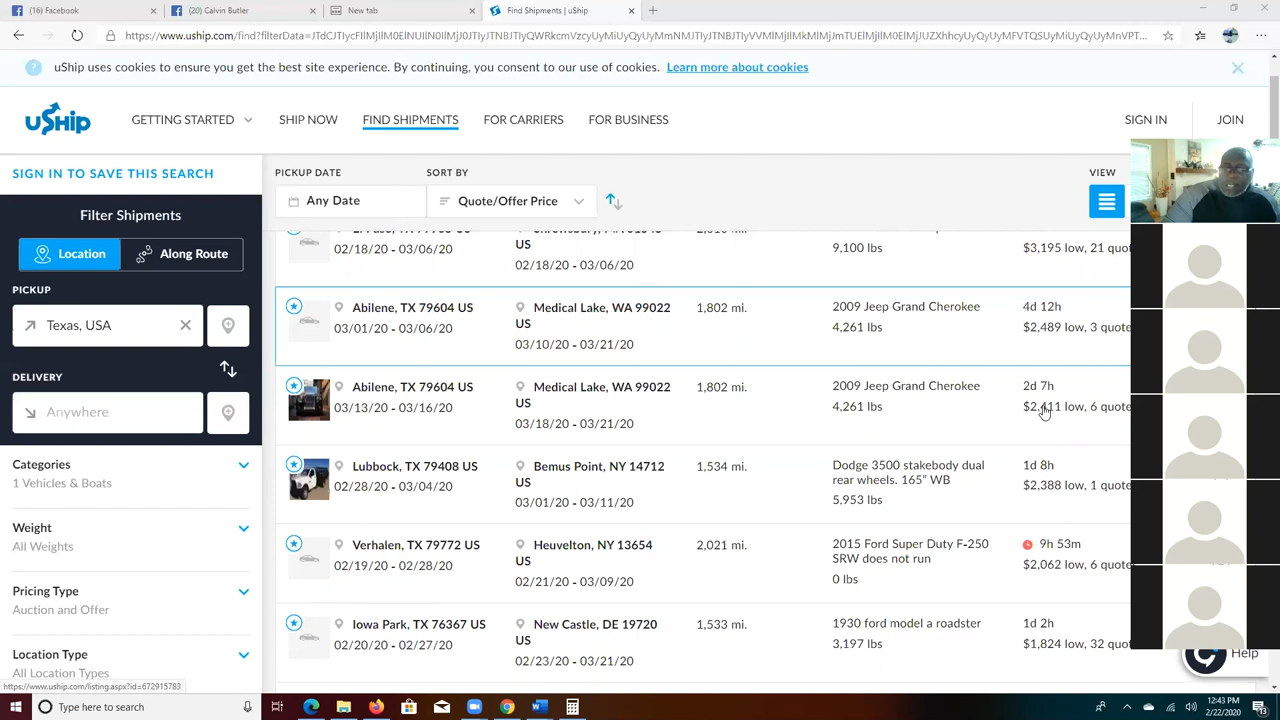 (16) Facebook
(20) Calvin Butler
New tab
Find Shipments | uShip
uShip uses cookies to ensure you get the best site experience. By continuing, you consent to our use of cookies. Learn more about cookies
uShip
GETTING STARTED
SHIP NOW
FIND SHIPMENTS
FOR CARRIERS
FOR BUSINESS
SIGN IN
JOIN
SIGN IN TO SAVE THIS SEARCH
Filter Shipments
Location
Along Route
PICKUP
Texas, USA
DELIVERY
Anywhere
Categories
1 Vehicles & Boats
Weight
All Weights
Pricing Type
Auction and Offer
Location Type
All Location Types
https://www.uship.com/listing.aspx?id=672915783
PICKUP DATE
Any Date
SORT BY
Quote/Offer Price
VIEW
US
02/18/20 - 03/06/20
02/18/20 - 03/06/20
9,100 lbs
$3,195 low, 21 quote
Abilene, TX 79604 US
03/01/20 - 03/06/20
Medical Lake, WA 99022
US
03/10/20 - 03/21/20
1,802 mi.
2009 Jeep Grand Cherokee
4,261 lbs
4d 12h
$2,489 low, 3 quote
Abilene, TX 79604 US
03/13/20 - 03/16/20
Medical Lake, WA 99022
US
03/18/20 - 03/21/20
1,802 mi.
2009 Jeep Grand Cherokee
4,261 lbs
2d 7h
$2,411 low, 6 quote
Lubbock, TX 79408 US
02/28/20 - 03/04/20
Bemus Point, NY 14712
US
03/01/20 - 03/11/20
1,534 mi.
Dodge 3500 stakebody dual
rear wheels. 165" WB
5,953 lbs
1d 8h
$2,388 low, 1 quot
Verhalen, TX 79772 US
02/19/20 - 02/28/20
Heuvelton, NY 13654
US
02/21/20 - 03/09/20
2,021 mi.
2015 Ford Super Duty F-250
SRW does not run
0 lbs
9h 53m
$2,062 low, 6 quote
Iowa Park, TX 76367 US
02/20/20 - 02/27/20
New Castle, DE 19720
US
02/23/20 - 03/21/20
1,533 mi.
1930 ford model a roadster
3,197 lbs
1d 2h
$1,824 low, 32 quot
Help
Type here to search
12:43 PM
2/22/2020
13